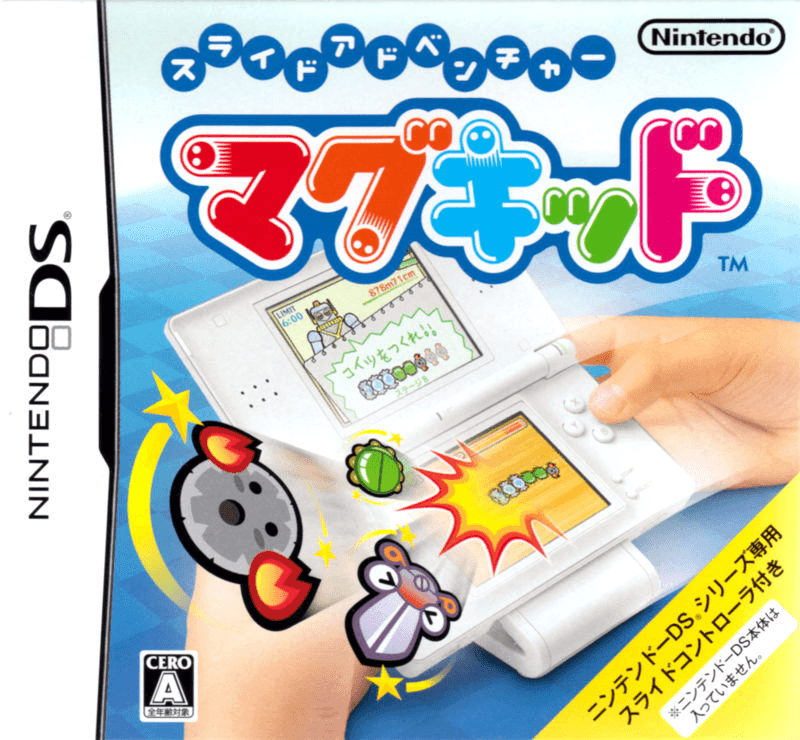 スライドアドベンチャー
Nintendo®
マグキッド
TM
NINTENDO DS®
LIMIT
6:00
878m71cm
コイツをつくれ!!
ステージ8
ニンテンドーDS®シリーズ専用
スライドコントローラ付き
※ニンテンドーDS本体は
入っていません。
CERO
A
全年齢対象